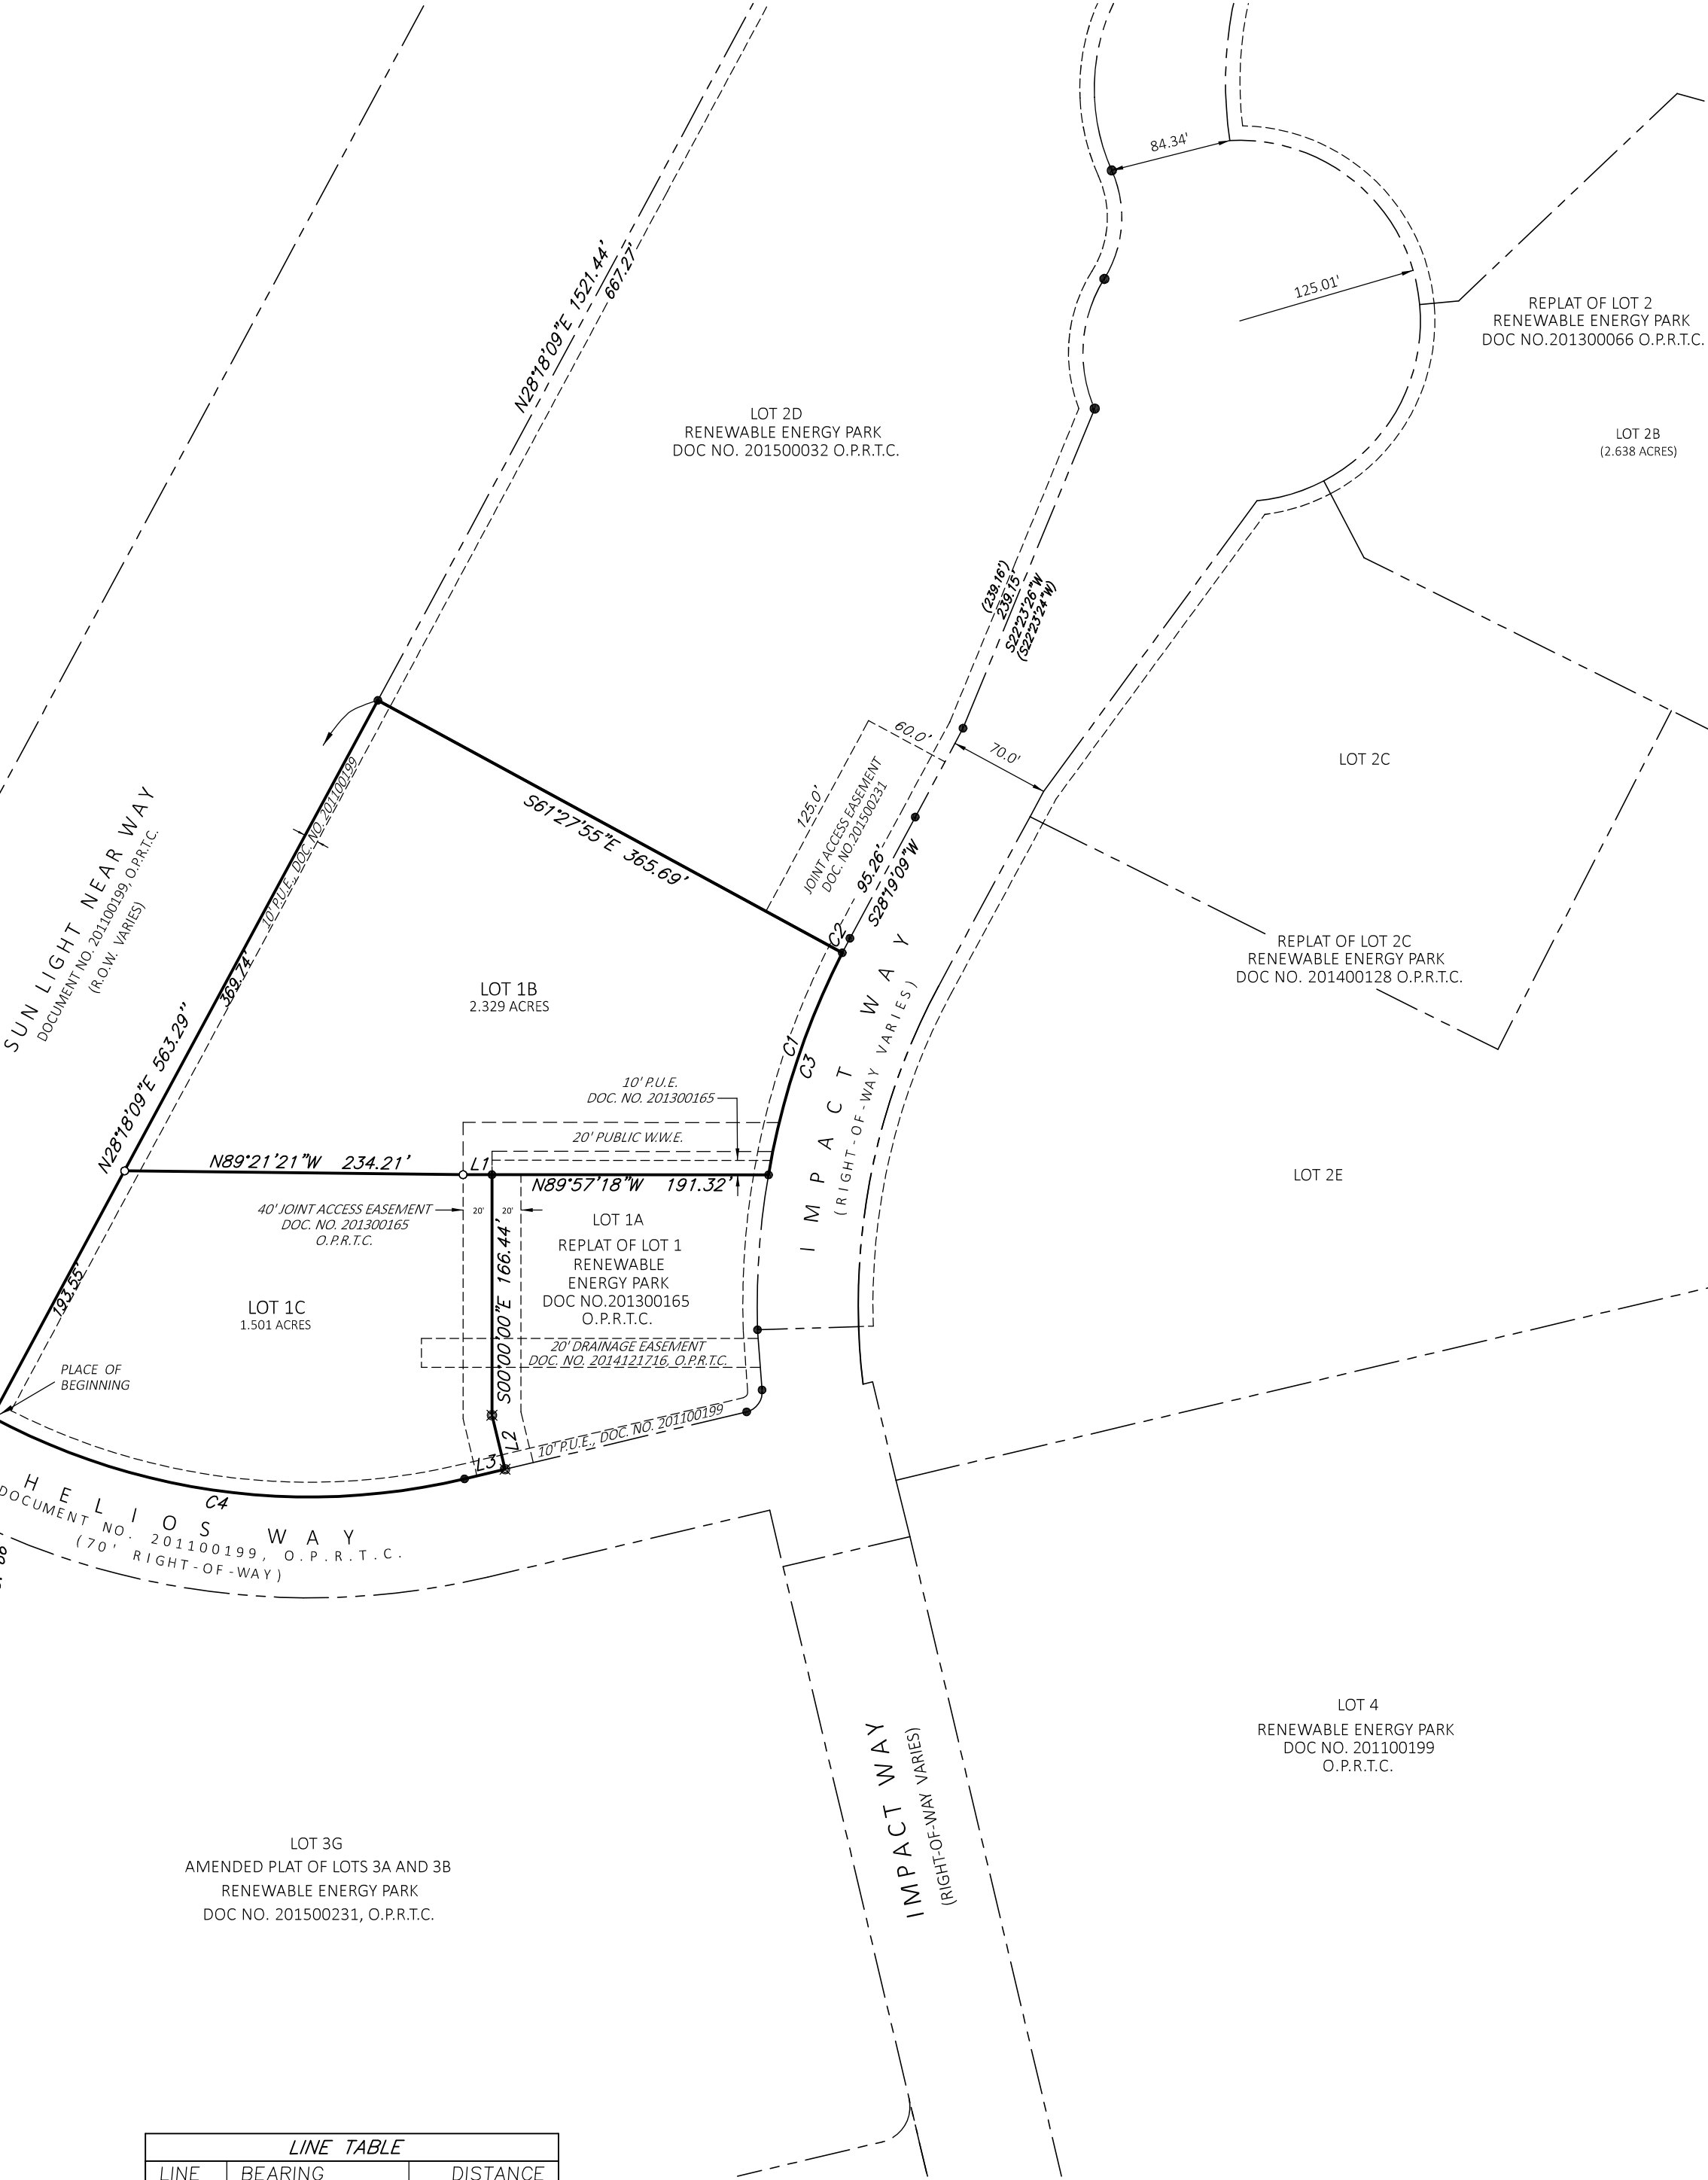 84.34'
125.01'
N28°18'09"E 1521.44'
667.27'
REPLAT OF LOT 2
RENEWABLE ENERGY PARK
DOC NO.201300066 O.P.R.T.C.
LOT 2D
RENEWABLE ENERGY PARK
DOC NO. 201500032 O.P.R.T.C.
LOT 2B
(2.638 ACRES)
(239.16')
239.15'
S22°23'26"W
(S22°23'24"W)
60.0'
70.0'
125.0'
JOINT ACCESS EASEMENT
DOC. NO.201500231
LOT 2C
S61°27'55"E 365.69'
10' P.U.E., DOC. NO. 201100199
SUN LIGHT NEAR WAY
DOCUMENT NO. 201100199, O.P.R.T.C.
(R.O.W. VARIES)
95.26'
S28°19'09"W
C2
REPLAT OF LOT 2C
RENEWABLE ENERGY PARK
DOC NO. 201400128 O.P.R.T.C.
369.74'
LOT 1B
2.329 ACRES
C1
C3
IMPACT WAY
(RIGHT-OF-WAY VARIES)
N28°18'09"E 563.29"
10' P.U.E.
DOC. NO. 201300165
20' PUBLIC W.W.E.
N89°21'21"W 234.21'
L1
N89°57'18"W 191.32'
LOT 2E
40' JOINT ACCESS EASEMENT
DOC. NO. 201300165
O.P.R.T.C.
20'
20'
LOT 1A
REPLAT OF LOT 1
RENEWABLE
ENERGY PARK
DOC NO.201300165
O.P.R.T.C.
S00°00'00"E 166.44'
193.55'
LOT 1C
1.501 ACRES
20' DRAINAGE EASEMENT
DOC. NO. 2014121716, O.P.R.T.C.
PLACE OF
BEGINNING
10' P.U.E., DOC. NO. 201100199
L2
L3
C4
HELIOS WAY
DOCUMENT NO. 201100199, O.P.R.T.C.
(70' RIGHT-OF-WAY)
IMPACT WAY
(RIGHT-OF-WAY VARIES)
LOT 4
RENEWABLE ENERGY PARK
DOC NO. 201100199
O.P.R.T.C.
LOT 3G
AMENDED PLAT OF LOTS 3A AND 3B
RENEWABLE ENERGY PARK
DOC NO. 201500231, O.P.R.T.C.
LINE TABLE
LINE BEARING DISTANCE